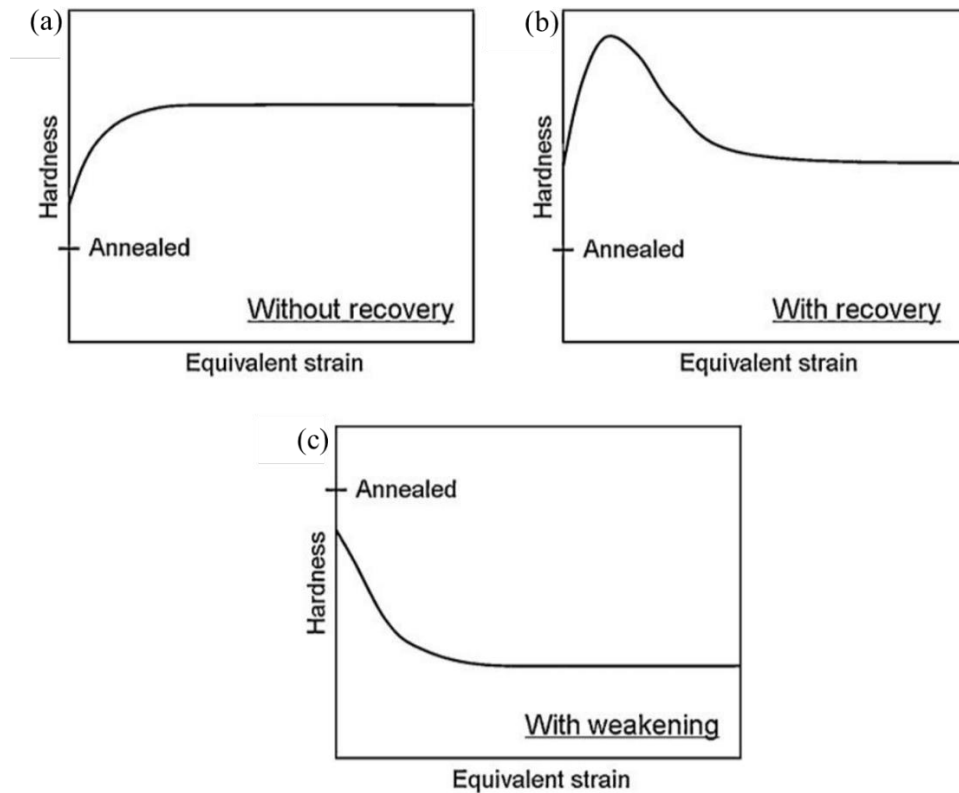 (a)
Hardness
Annealed
Without recovery
Equivalent strain
(b)
Hardness
Annealed
With recovery
Equivalent strain
(c)
Annealed
Hardness
With weakening
Equivalent strain